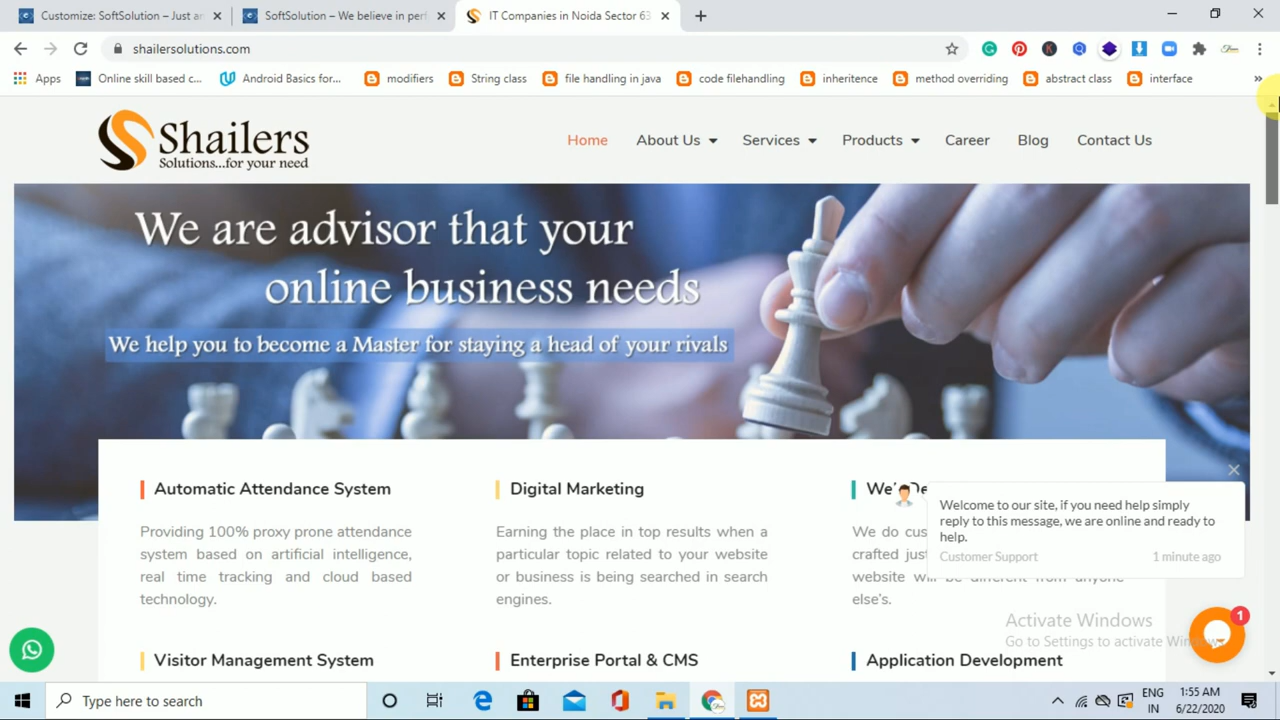 Customize: SoftSolution – Just an
SoftSolution – We believe in perf
IT Companies in Noida Sector 63
shailersolutions.com
Apps
Online skill based c...
Android Basics for...
modifiers
String class
file handling in java
code filehandling
inheritence
method overriding
abstract class
interface
»
Shailers
Solutions...for your need
Home
About Us
Services
Products
Career
Blog
Contact Us
We are advisor that your
online business needs
We help you to become a Master for staying a head of your rivals
Automatic Attendance System
Providing 100% proxy prone attendance
system based on artificial intelligence,
real time tracking and cloud based
technology.
Digital Marketing
Earning the place in top results when a
particular topic related to your website
or business is being searched in search
engines.
We do
crafted
website
else's.
Welcome to our site, if you need help simply
reply to this message, we are online and ready to
help.
Customer Support
1 minute ago
Activate Windows
Go to Settings to activate
1
Visitor Management System
Enterprise Portal & CMS
Application Development
Type here to search
ENG
IN
1:55 AM
6/22/2020